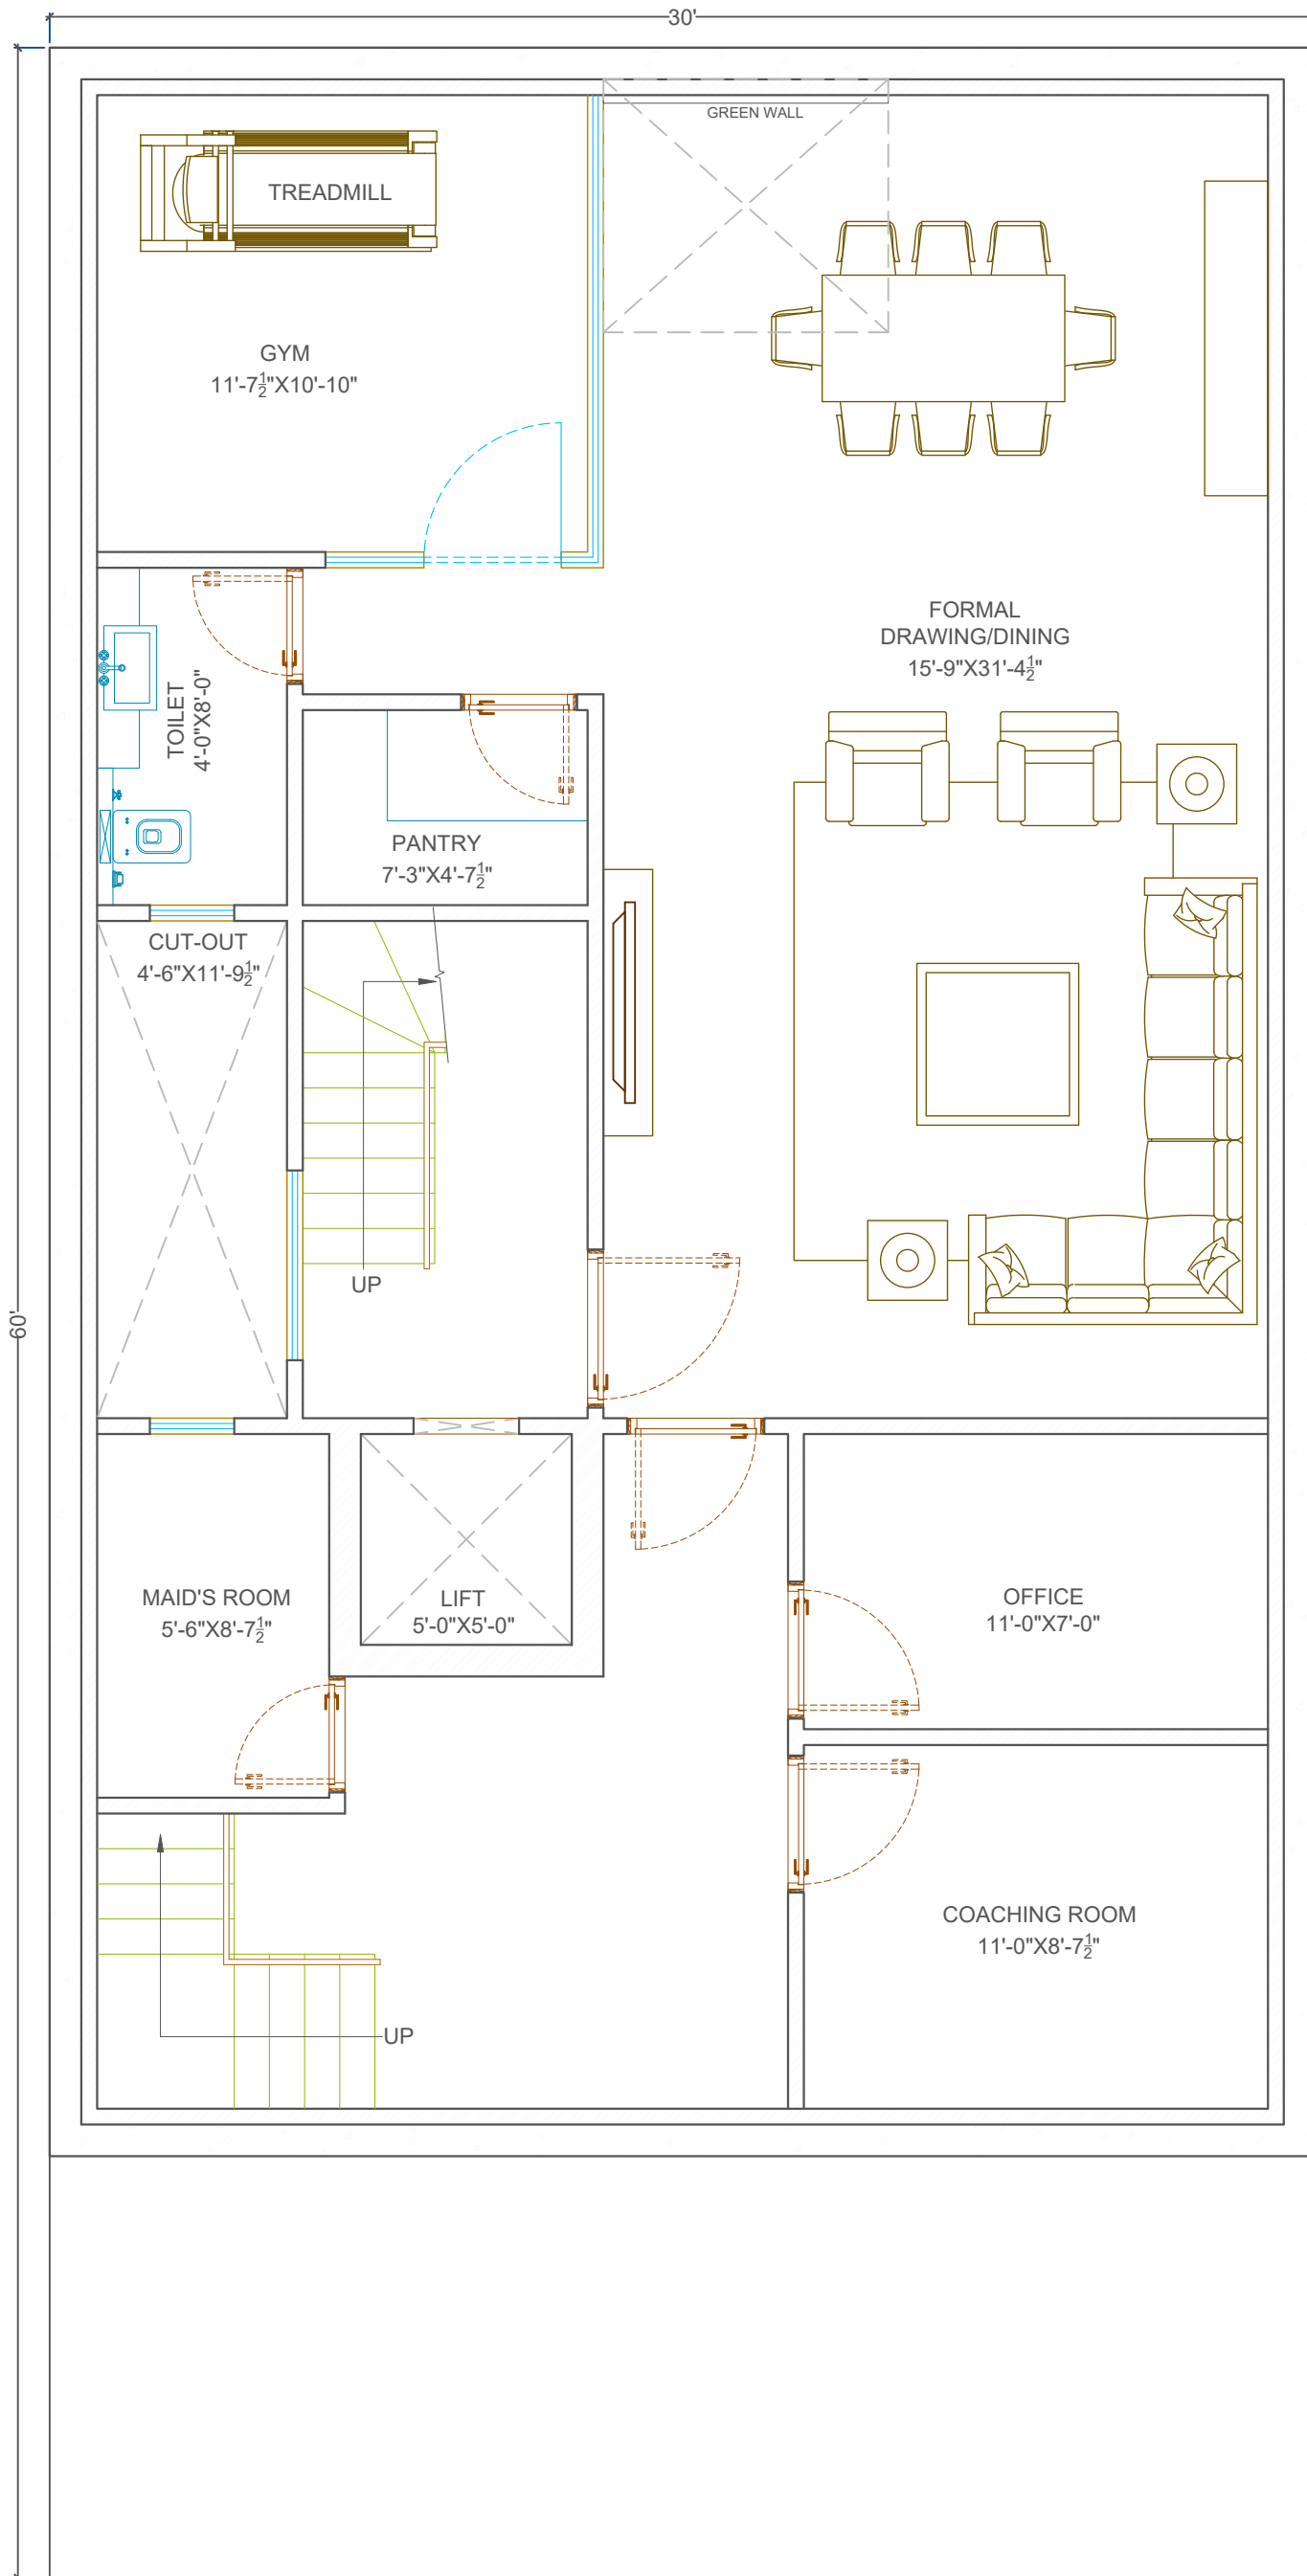 30'
GREEN WALL
TREADMILL
GYM
11'-7½"X10'-10"
FORMAL
DRAWING/DINING
15'-9"X31'-4½"
TOILET
4'-0"X8'-0"
PANTRY
7'-3"X4'-7½"
CUT-OUT
4'-6"X11'-9½"
UP
60'
MAID'S ROOM
5'-6"X8'-7½"
LIFT
5'-0"X5'-0"
OFFICE
11'-0"X7'-0"
COACHING ROOM
11'-0"X8'-7½"
UP